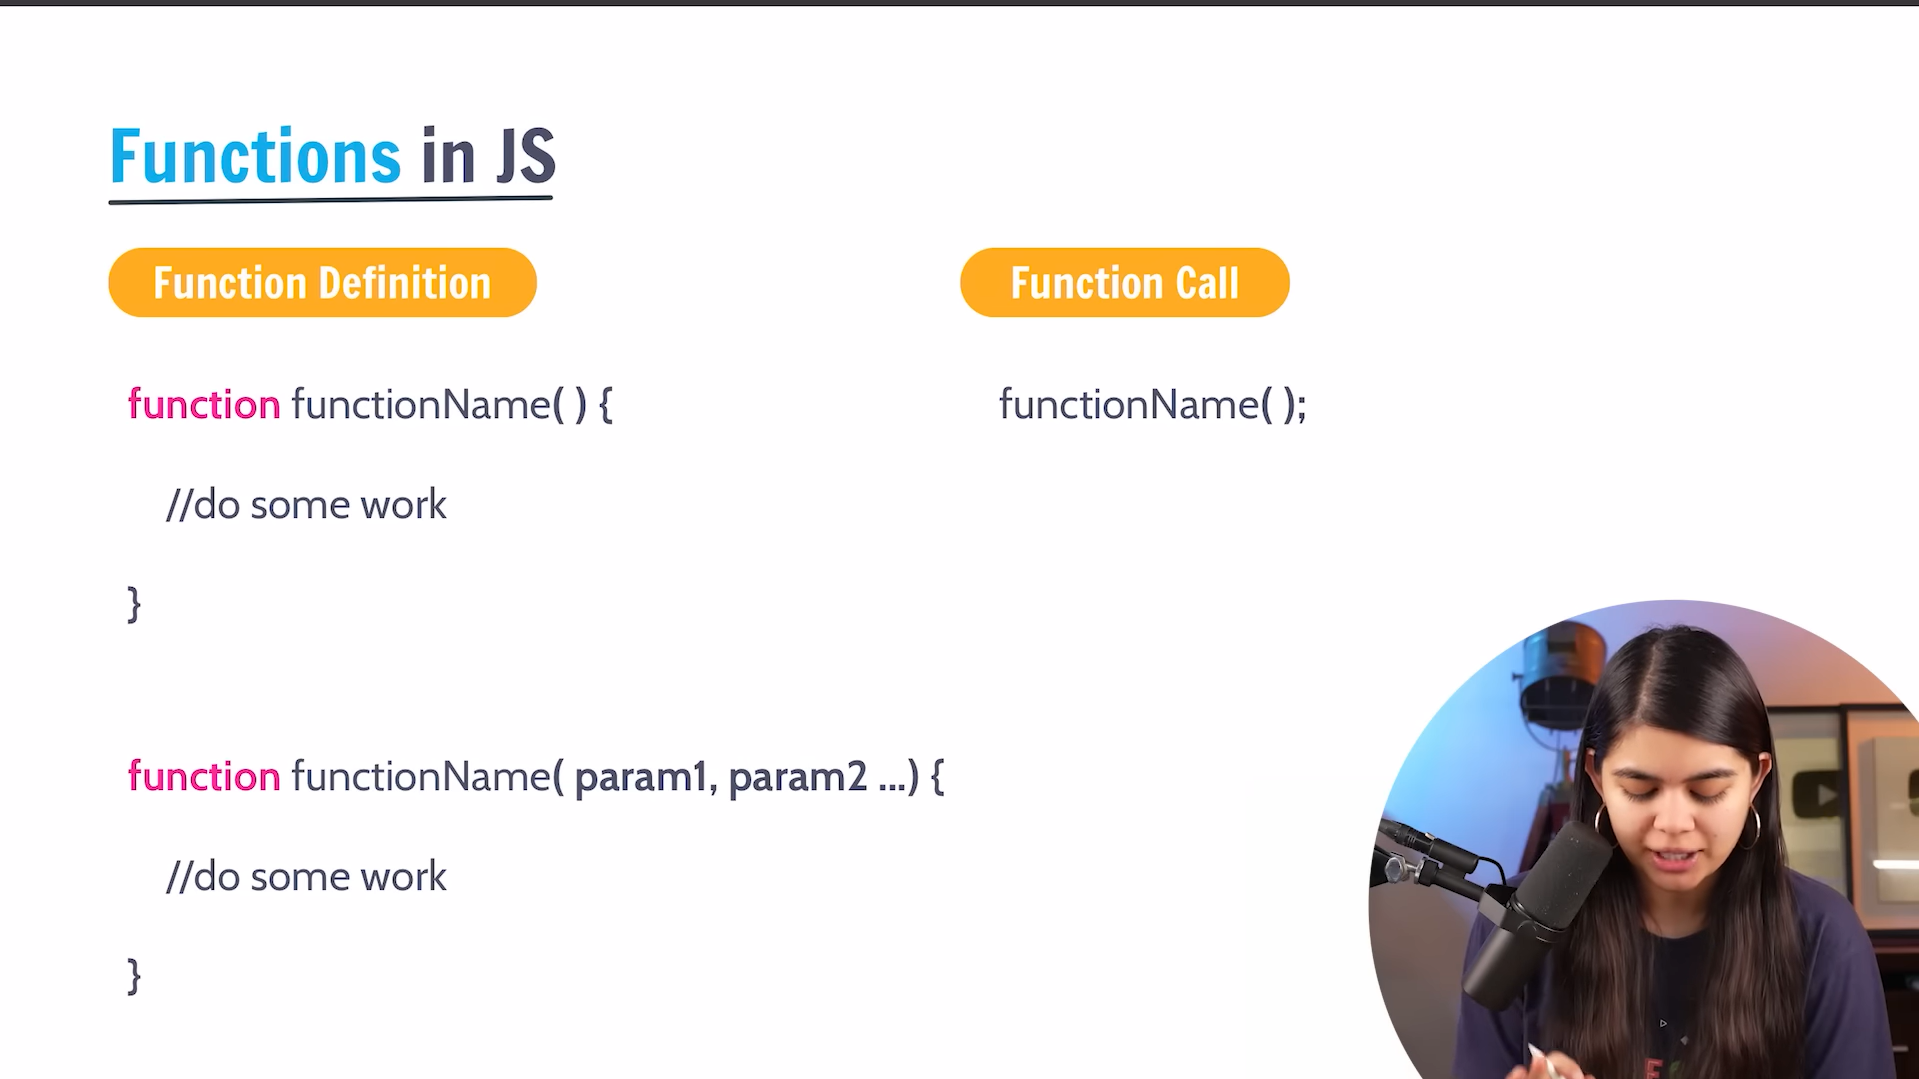 Functions in JS
Function Definition
Function Call
function functionName( ) {
functionName( );
//do some work
}
function functionName( param1, param2 ...) {
//do some work
}